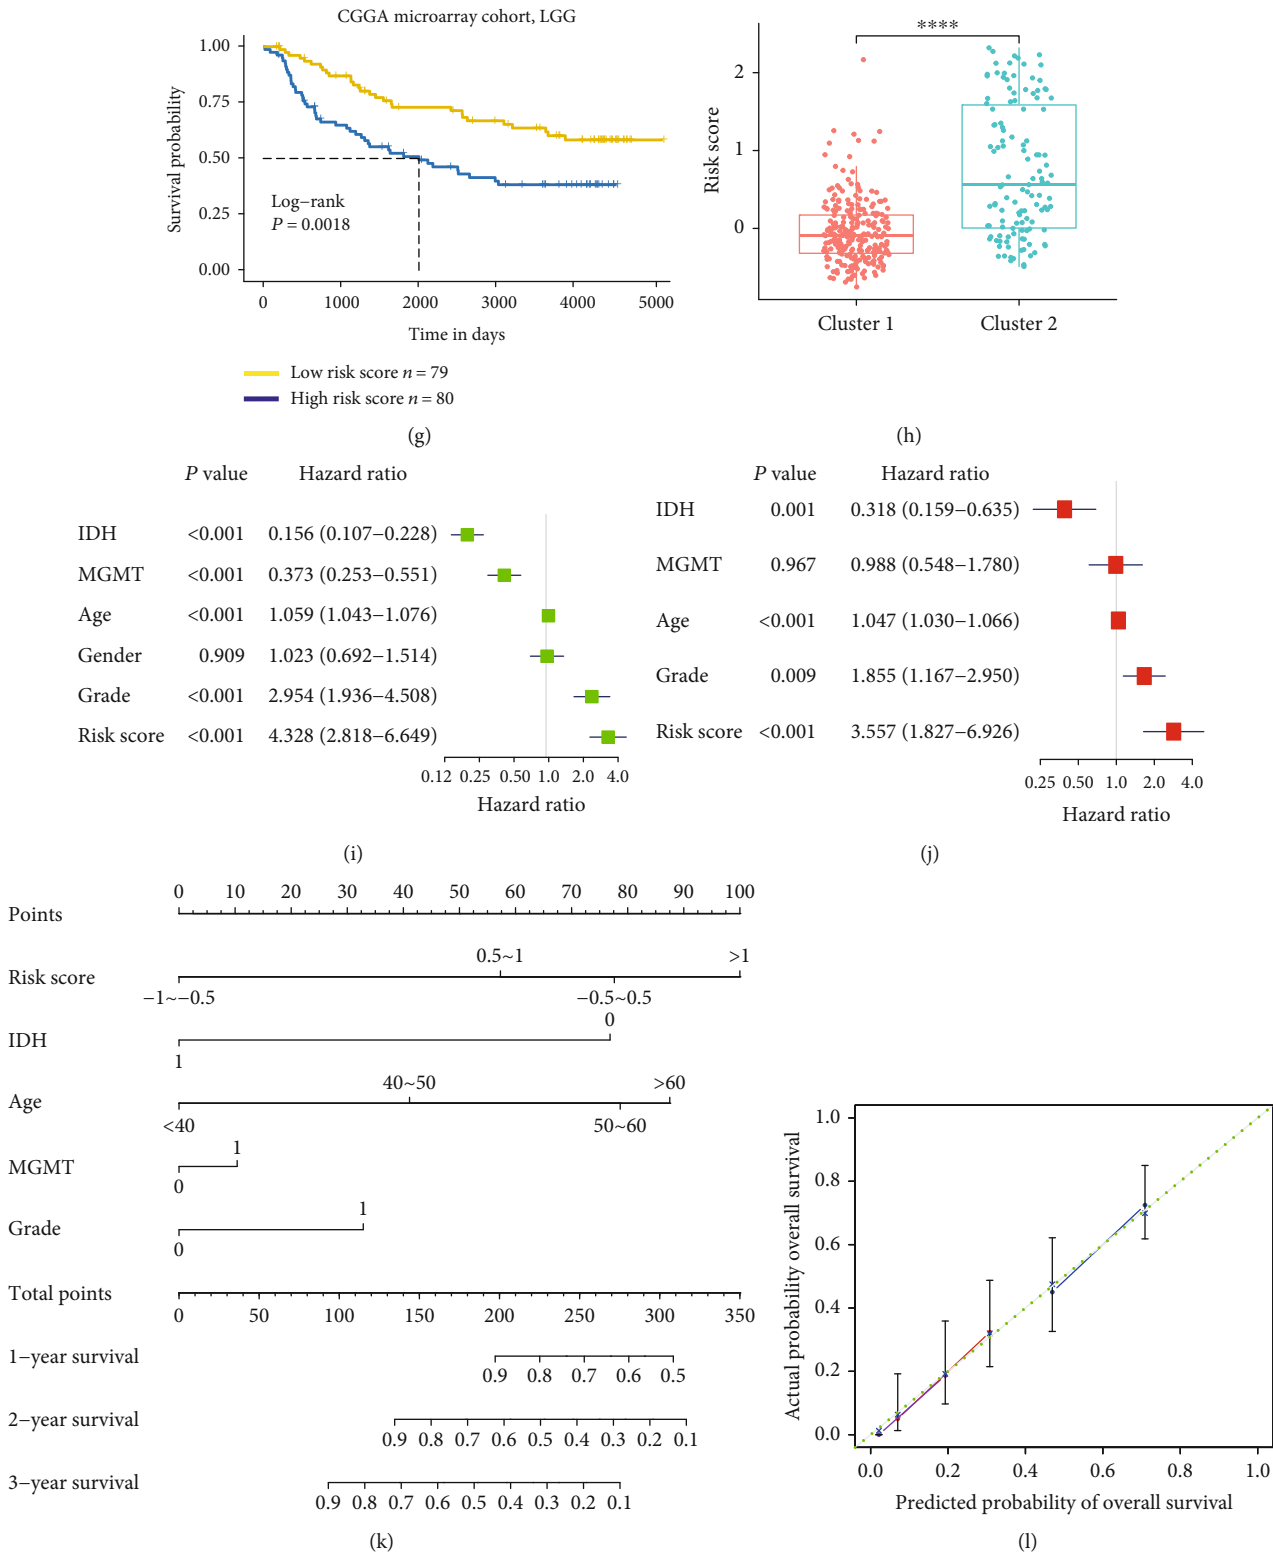 CGGA microarray cohort, LGG
1.00
0.75
0.50
0.25
0.00
Survival probability
Log−rank
P = 0.0018
0 1000 2000 3000 4000 5000
Time in days
Low risk score n = 79
High risk score n = 80
(g)
****
2
1
0
Risk score
Cluster 1 Cluster 2
(h)
P value Hazard ratio
IDH <0.001 0.156 (0.107−0.228)
MGMT <0.001 0.373 (0.253−0.551)
Age <0.001 1.059 (1.043−1.076)
Gender 0.909 1.023 (0.692−1.514)
Grade <0.001 2.954 (1.936−4.508)
Risk score <0.001 4.328 (2.818−6.649)
0.12 0.25 0.50 1.0 2.0 4.0
Hazard ratio
(i)
P value Hazard ratio
IDH 0.001 0.318 (0.159−0.635)
MGMT 0.967 0.988 (0.548−1.780)
Age <0.001 1.047 (1.030−1.066)
Grade 0.009 1.855 (1.167−2.950)
Risk score <0.001 3.557 (1.827−6.926)
0.25 0.50 1.0 2.0 4.0
Hazard ratio
(j)
0 10 20 30 40 50 60 70 80 90 100
Points
0.5~1 >1
Risk score
−1~−0.5 −0.5~0.5
0
IDH
1
40~50 >60
Age
<40 50~60
1
MGMT
0
1
Grade
0
Total points
0 50 100 150 200 250 300 350
1−year survival
0.9 0.8 0.7 0.6 0.5
2−year survival
0.9 0.8 0.7 0.6 0.5 0.4 0.3 0.2 0.1
3−year survival
0.9 0.8 0.7 0.6 0.5 0.4 0.3 0.2 0.1
(k)
1.0
0.8
0.6
0.4
0.2
0.0
Actual probability overall survival
0.0 0.2 0.4 0.6 0.8 1.0
Predicted probability of overall survival
(l)